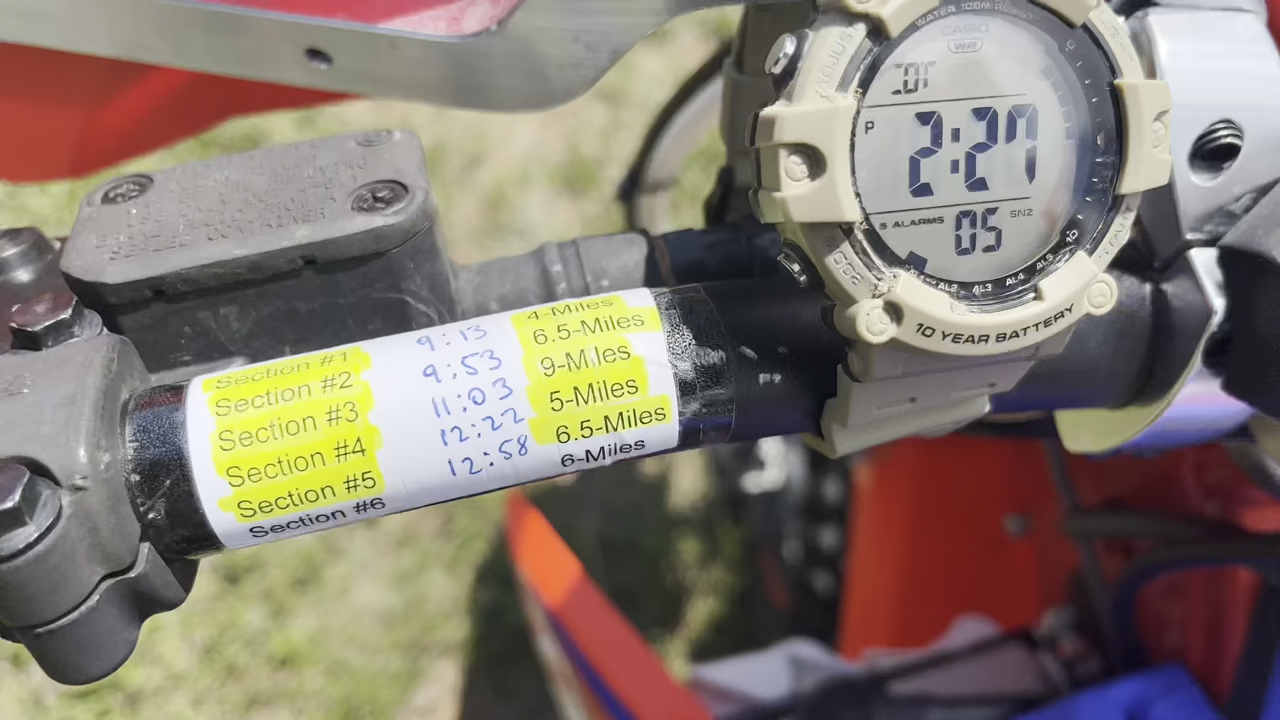 WATER 100M RESIST
CASIO
WR
P 2:27
5 ALARMS 05 SN2
AL2 AL3 AL4 AL5
10 YEAR BATTERY
Section #1 9:13 4-Miles
Section #2 9:53 6.5-Miles
Section #3 11:03 9-Miles
Section #4 12:22 5-Miles
Section #5 12:58 6.5-Miles
Section #6 6-Miles